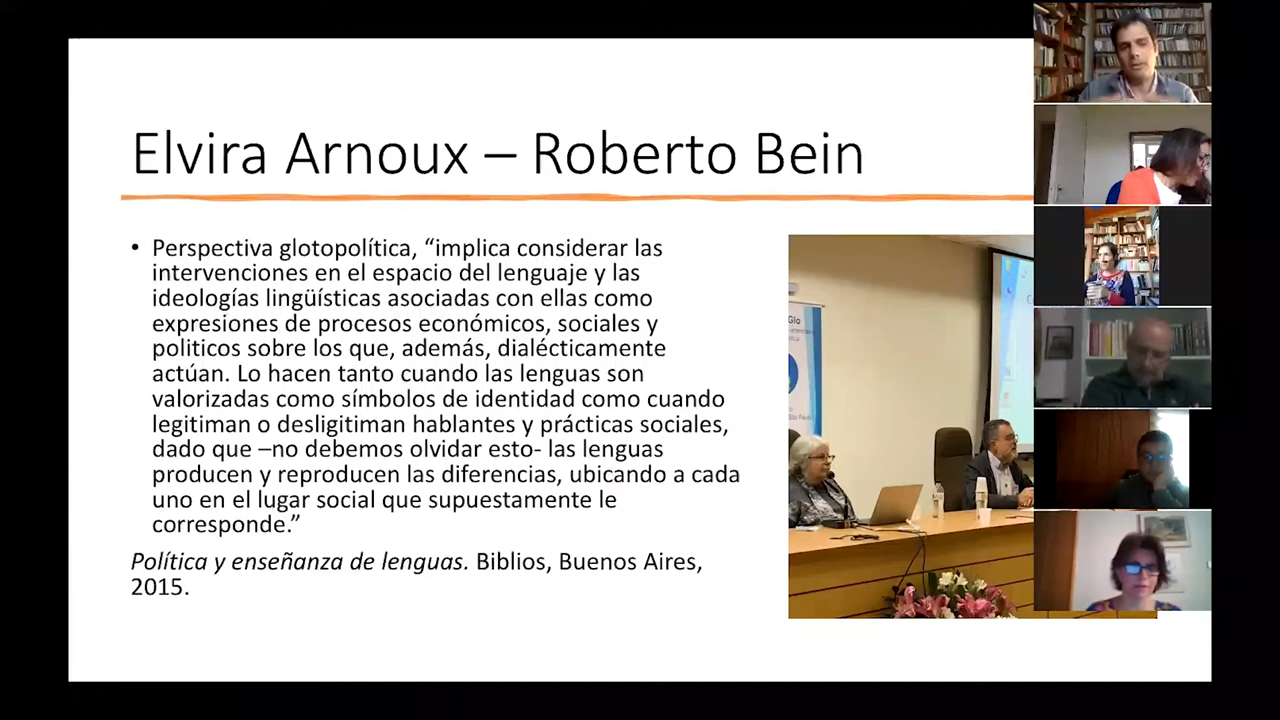 Elvira Arnoux – Roberto Bein
• Perspectiva glotopolítica, “implica considerar las
intervenciones en el espacio del lenguaje y las
ideologías lingüísticas asociadas con ellas como
expresiones de procesos económicos, sociales y
politicos sobre los que, además, dialécticamente
actúan. Lo hacen tanto cuando las lenguas son
valorizadas como símbolos de identidad como cuando
legitiman o desligitiman hablantes y prácticas sociales,
dado que –no debemos olvidar esto- las lenguas
producen y reproducen las diferencias, ubicando a cada
uno en el lugar social que supuestamente le
corresponde.”
Política y enseñanza de lenguas. Biblios, Buenos Aires,
2015.
Glo